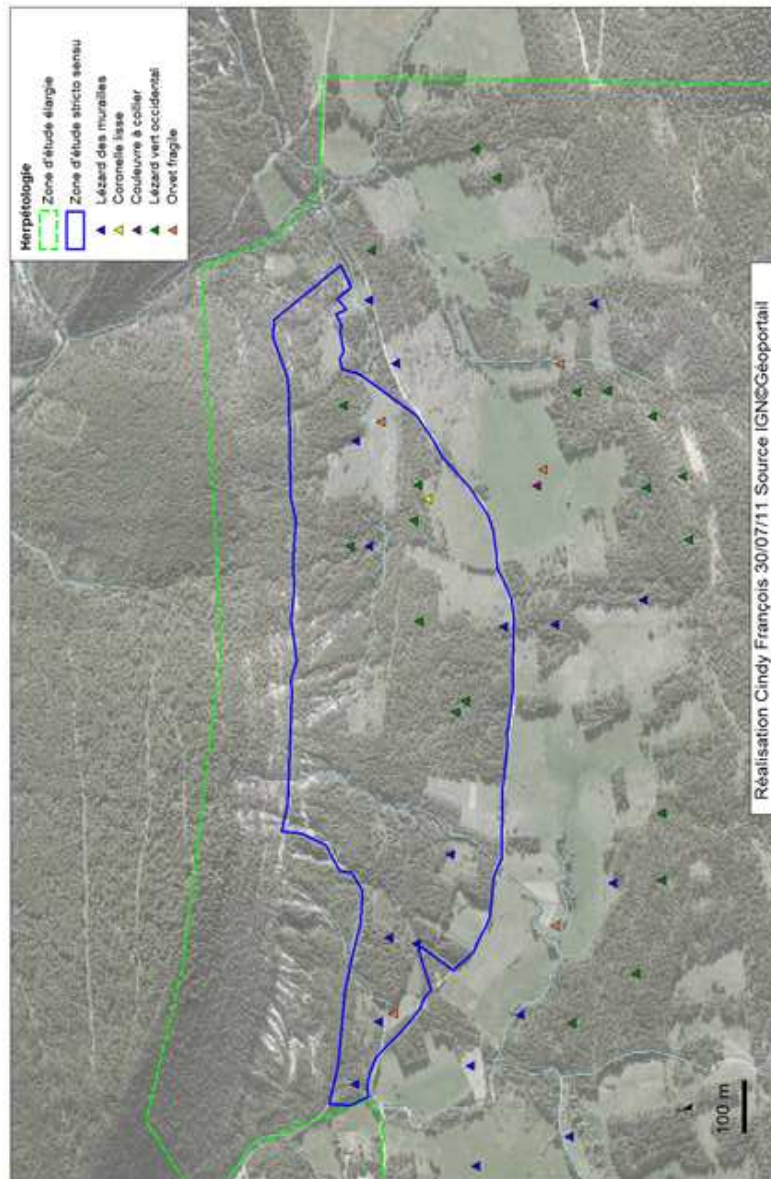 Herpétologie
Zone d'étude élargie
Zone d'étude stricto sensu
Lézard des murailles
Coronelle lisse
Couleuvre à collier
Lézard vert occidental
Orvet fragile
100 m
Réalisation Cindy François 30/07/11 Source IGN©Géoportail